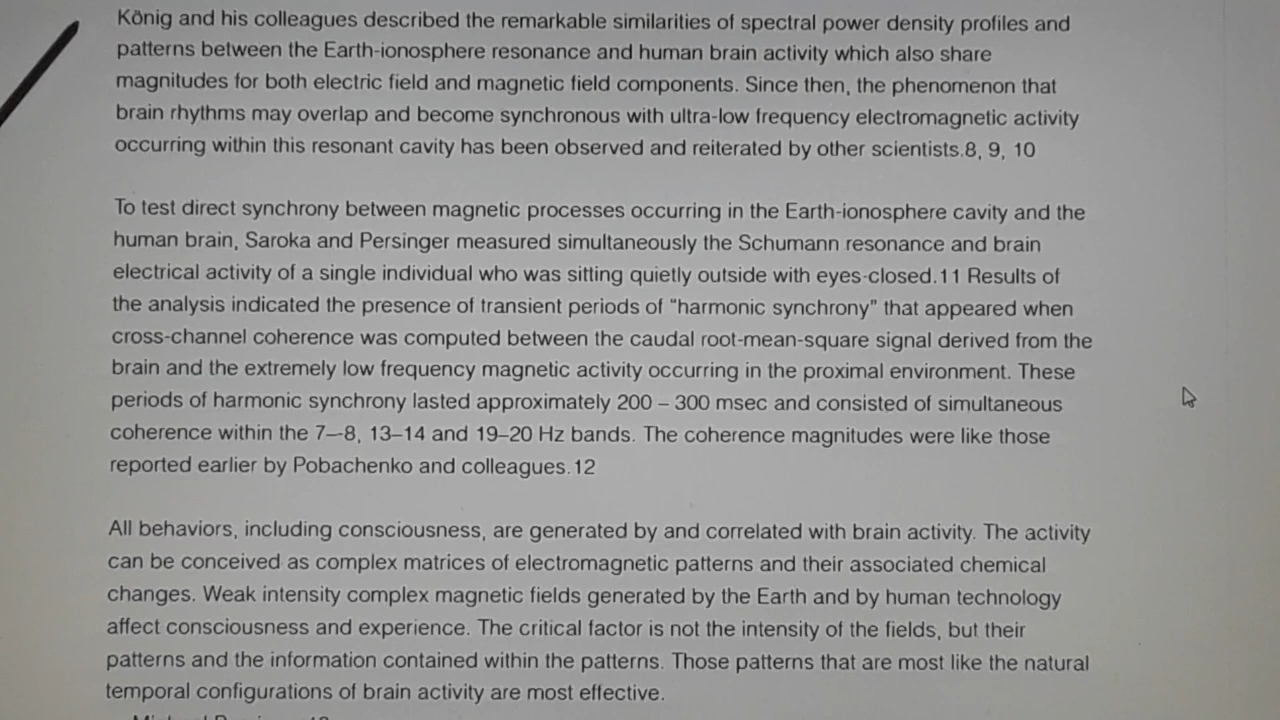 König and his colleagues described the remarkable similarities of spectral power density profiles and
patterns between the Earth-ionosphere resonance and human brain activity which also share
magnitudes for both electric field and magnetic field components. Since then, the phenomenon that
brain rhythms may overlap and become synchronous with ultra-low frequency electromagnetic activity
occurring within this resonant cavity has been observed and reiterated by other scientists.8, 9, 10
To test direct synchrony between magnetic processes occurring in the Earth-ionosphere cavity and the
human brain, Saroka and Persinger measured simultaneously the Schumann resonance and brain
electrical activity of a single individual who was sitting quietly outside with eyes-closed.11 Results of
the analysis indicated the presence of transient periods of “harmonic synchrony” that appeared when
cross-channel coherence was computed between the caudal root-mean-square signal derived from the
brain and the extremely low frequency magnetic activity occurring in the proximal environment. These
periods of harmonic synchrony lasted approximately 200 – 300 msec and consisted of simultaneous
coherence within the 7–-8, 13–14 and 19–20 Hz bands. The coherence magnitudes were like those
reported earlier by Pobachenko and colleagues.12
All behaviors, including consciousness, are generated by and correlated with brain activity. The activity
can be conceived as complex matrices of electromagnetic patterns and their associated chemical
changes. Weak intensity complex magnetic fields generated by the Earth and by human technology
affect consciousness and experience. The critical factor is not the intensity of the fields, but their
patterns and the information contained within the patterns. Those patterns that are most like the natural
temporal configurations of brain activity are most effective.